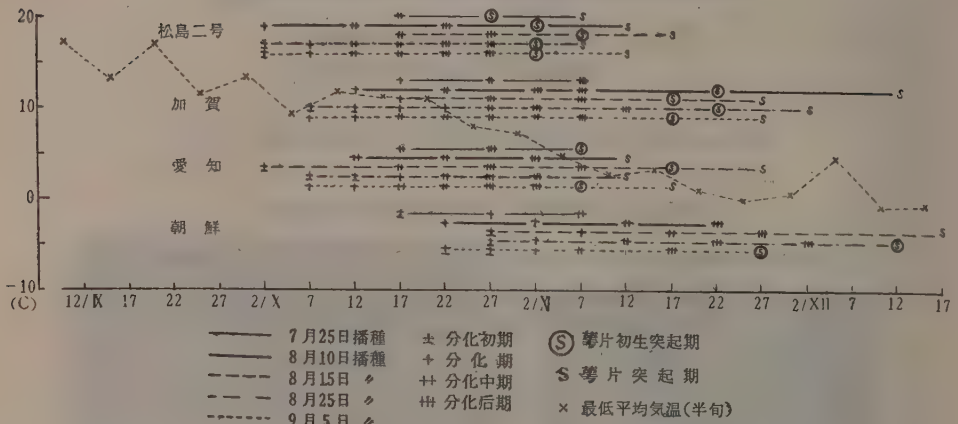 20
松島二号
加賀
10
愛知
0
朝鮮
-10
(C) 12/Ⅸ 17 22 27 2/Ⅹ 7 12 17 22 27 2/Ⅺ 7 12 17 22 27 2/ⅩⅡ 7 12 17
7月25日播種 ± 分化初期 Ⓢ 萼片初生突起期
8月10日播種 + 分化期 S 萼片突起期
8月15日 〃 ++ 分化中期
8月25日 〃 +++ 分化后期 × 最低平均気温(半旬)
9月5日 〃